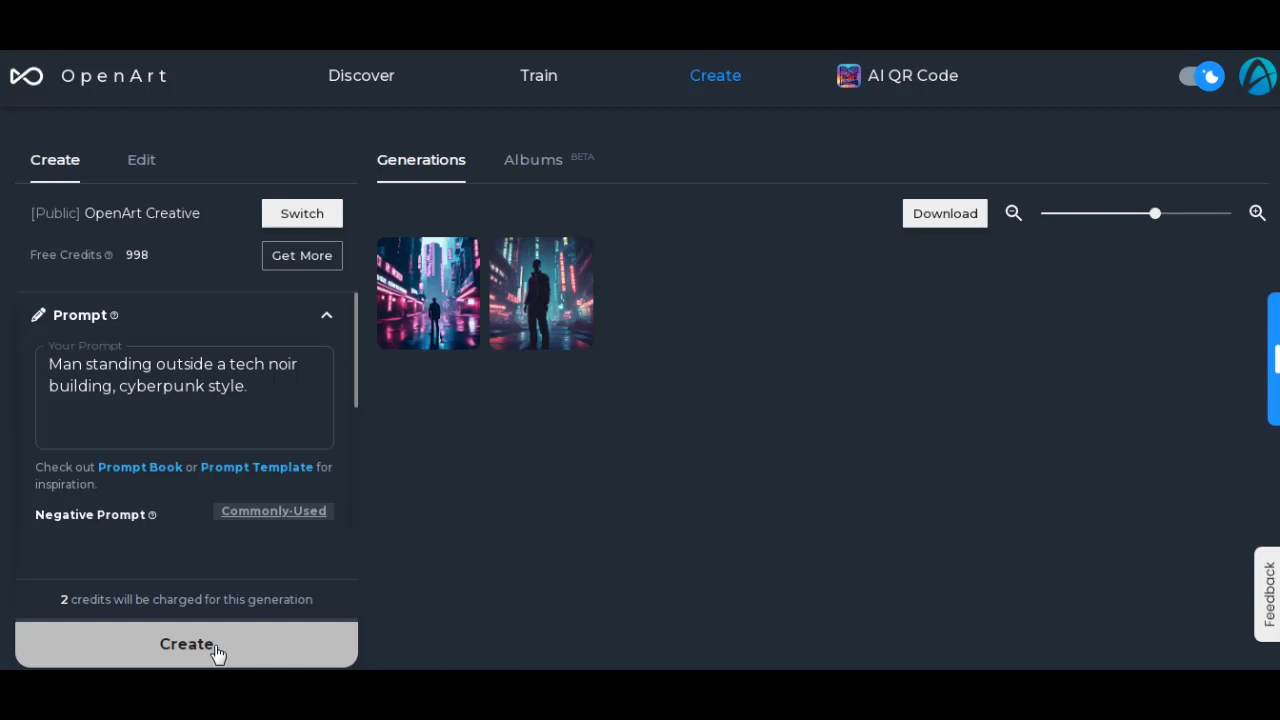 OpenArt
Discover
Train
Create
AI QR Code
Create
Edit
Generations
Albums BETA
[Public] OpenArt Creative
Switch
Download
Free Credits 998
Get More
Prompt
Your Prompt
Man standing outside a tech noir
building, cyberpunk style.
Check out Prompt Book or Prompt Template for
inspiration.
Negative Prompt
Commonly-Used
2 credits will be charged for this generation
Create
Feedback